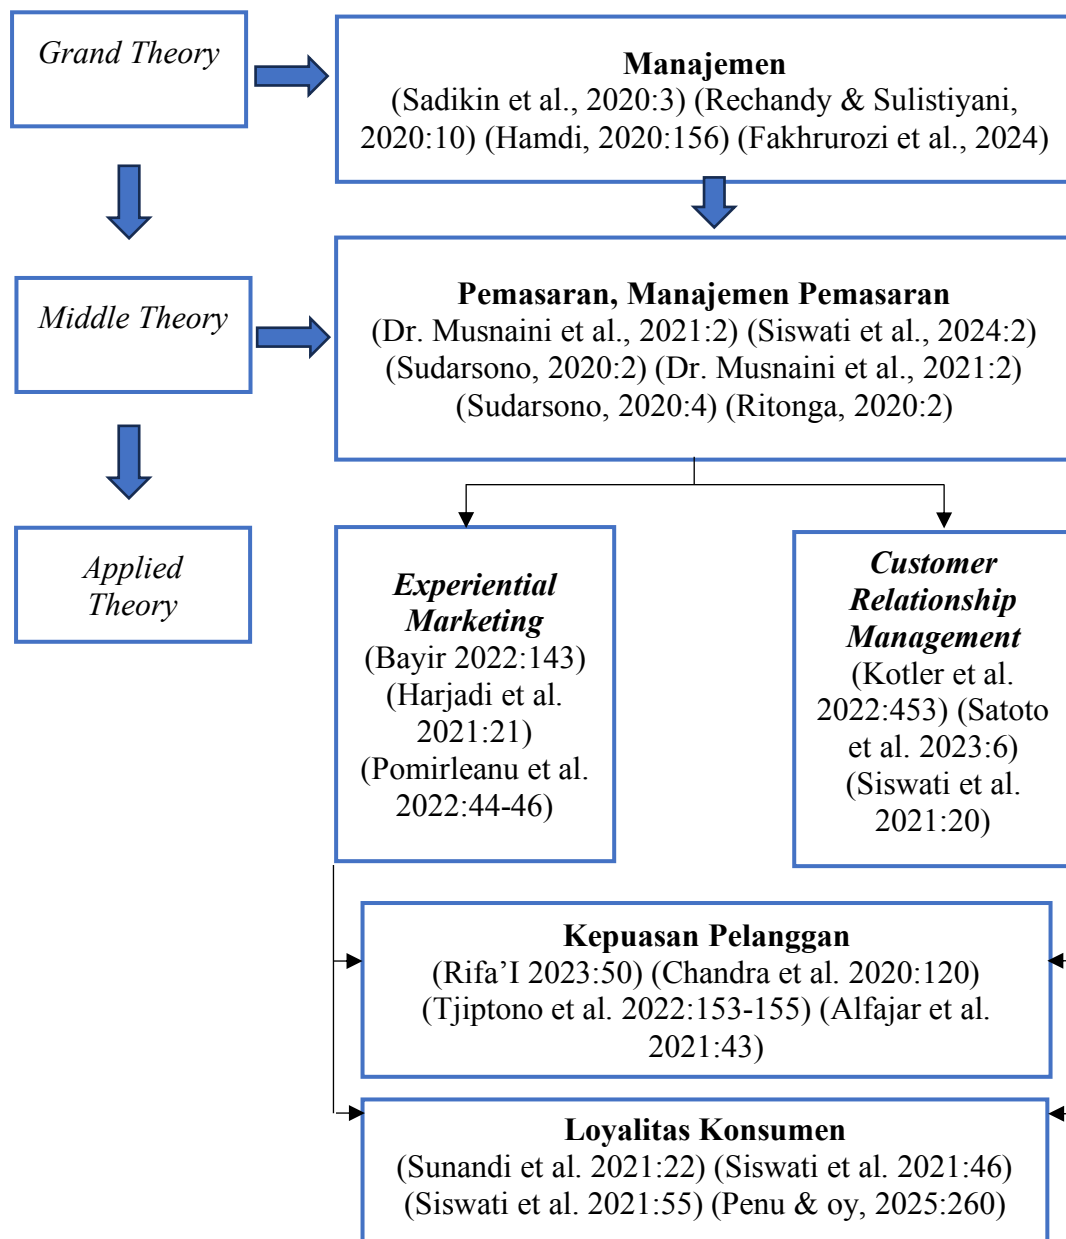 Grand Theory
Manajemen
(Sadikin et al., 2020:3) (Rechandy & Sulistiyani,
2020:10) (Hamdi, 2020:156) (Fakhrurozi et al., 2024)
Middle Theory
Pemasaran, Manajemen Pemasaran
(Dr. Musnaini et al., 2021:2) (Siswati et al., 2024:2)
(Sudarsono, 2020:2) (Dr. Musnaini et al., 2021:2)
(Sudarsono, 2020:4) (Ritonga, 2020:2)
Applied
Theory
Experiential
Marketing
(Bayir 2022:143)
(Harjadi et al.
2021:21)
(Pomirleanu et al.
2022:44-46)
Customer
Relationship
Management
(Kotler et al.
2022:453) (Satoto
et al. 2023:6)
(Siswati et al.
2021:20)
Kepuasan Pelanggan
(Rifa’I 2023:50) (Chandra et al. 2020:120)
(Tjiptono et al. 2022:153-155) (Alfajar et al.
2021:43)
Loyalitas Konsumen
(Sunandi et al. 2021:22) (Siswati et al. 2021:46)
(Siswati et al. 2021:55) (Penu & oy, 2025:260)